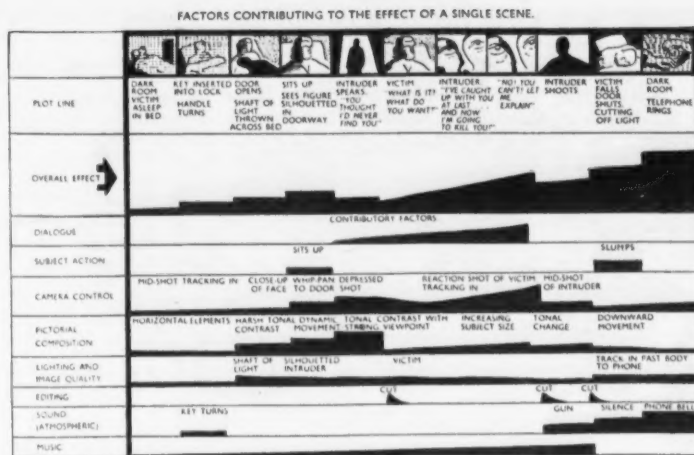 FACTORS CONTRIBUTING TO THE EFFECT OF A SINGLE SCENE.
PLOT LINE
DARK
ROOM
VICTIM
ASLEEP
IN BED
KEY INSERTED
INTO LOCK
HANDLE
TURNS
DOOR
OPENS
SHAFT OF
LIGHT
THROWN
ACROSS BED
SITS UP
SEES FIGURE
SILHOUETTED
IN
DOORWAY
INTRUDER
SPEAKS.
"YOU
THOUGHT
I'D NEVER
FIND YOU"
VICTIM
"WHAT IS IT?
WHAT DO
YOU WANT?"
INTRUDER.
"I'VE CAUGHT
UP WITH YOU
AT LAST
AND NOW
I'M GOING
TO KILL YOU!"
"NO! YOU
CAN'T! LET
ME
EXPLAIN"
INTRUDER
SHOOTS
VICTIM
FALLS
DOOR
SHUTS,
CUTTING
OFF LIGHT
DARK
ROOM
TELEPHONE
RINGS
OVERALL EFFECT
CONTRIBUTORY FACTORS
DIALOGUE
SUBJECT ACTION
SITS UP
SLUMPS
CAMERA CONTROL
MID-SHOT TRACKING IN
CLOSE-UP
OF FACE
WHIP-PAN
TO DOOR
DEPRESSED
SHOT
REACTION SHOT OF VICTIM
TRACKING IN
MID-SHOT
OF INTRUDER
PICTORIAL
COMPOSITION
HORIZONTAL ELEMENTS
HARSH TONAL
CONTRAST
DYNAMIC
MOVEMENT
TONAL CONTRAST WITH
STRONG VIEWPOINT
INCREASING
SUBJECT SIZE
TONAL
CHANGE
DOWNWARD
MOVEMENT
LIGHTING AND
IMAGE QUALITY
SHAFT OF
LIGHT
SILHOUETTED
INTRUDER
VICTIM
TRACK IN PAST BODY
TO PHONE
EDITING
CUT
CUT
CUT
SOUND
(ATMOSPHERIC)
KEY TURNS
GUN
SILENCE
PHONE BELL
MUSIC